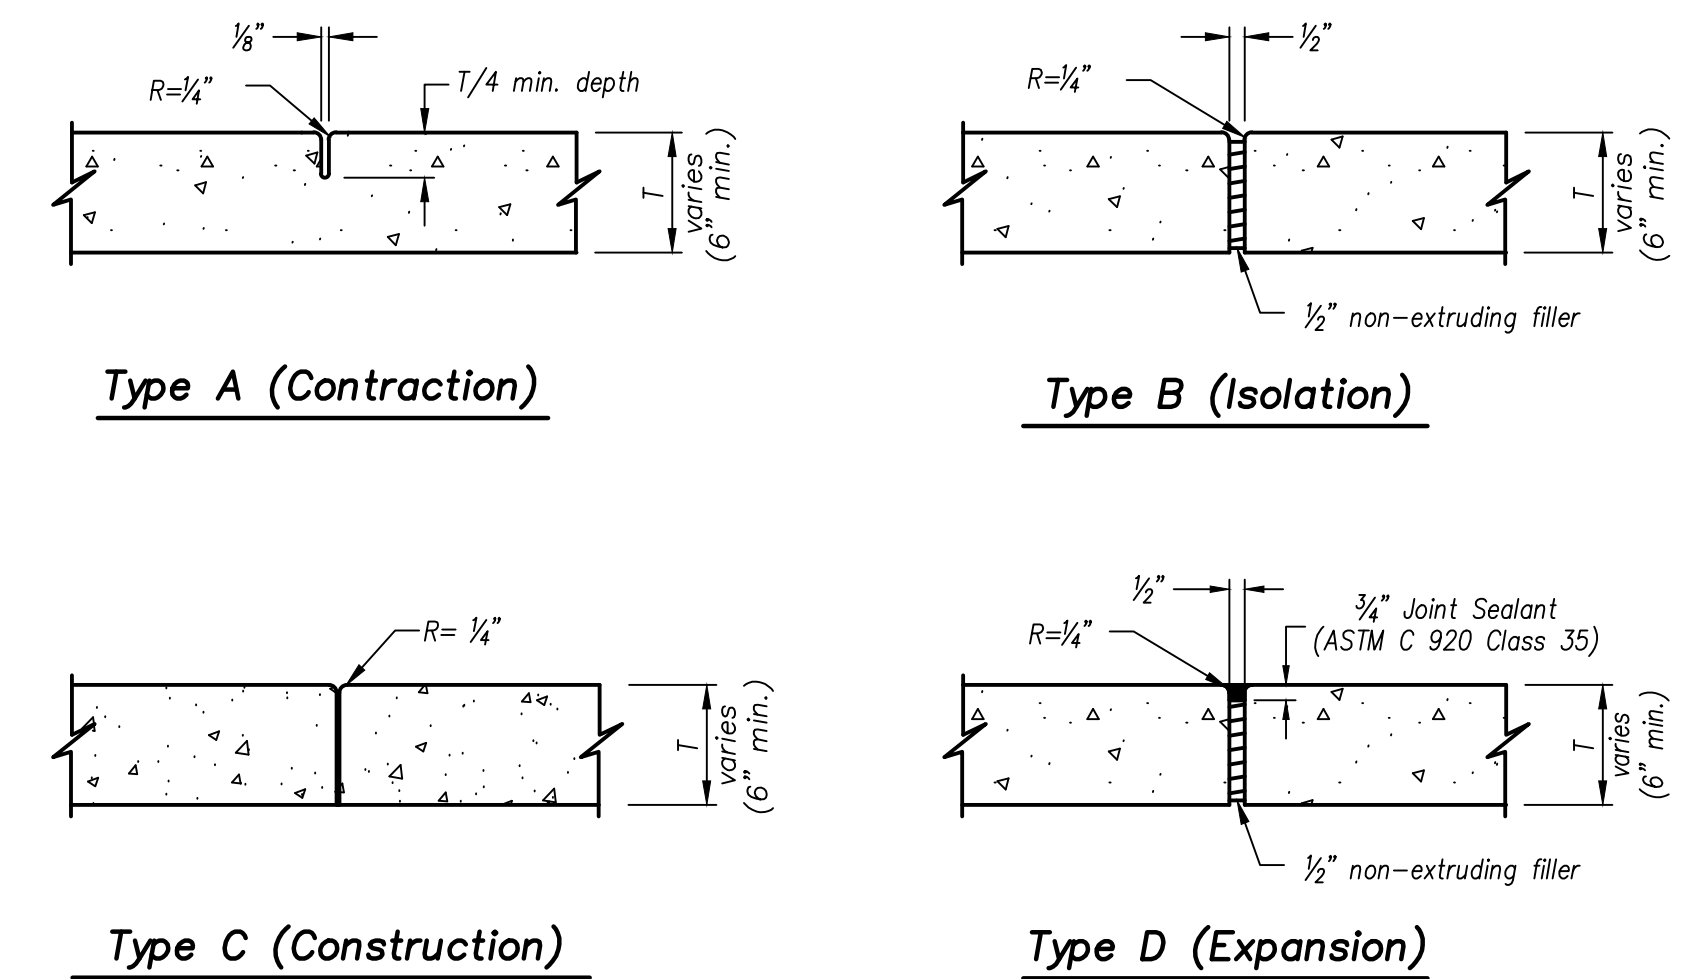 ⅛"
R=¼"
T/4 min. depth
T
varies
(6" min.)
Type A (Contraction)
½"
R=¼"
T
varies
(6" min.)
½" non-extruding filler
Type B (Isolation)
R= ¼"
T
varies
(6" min.)
Type C (Construction)
½"
R=¼"
¾" Joint Sealant
(ASTM C 920 Class 35)
T
varies
(6" min.)
½" non-extruding filler
Type D (Expansion)